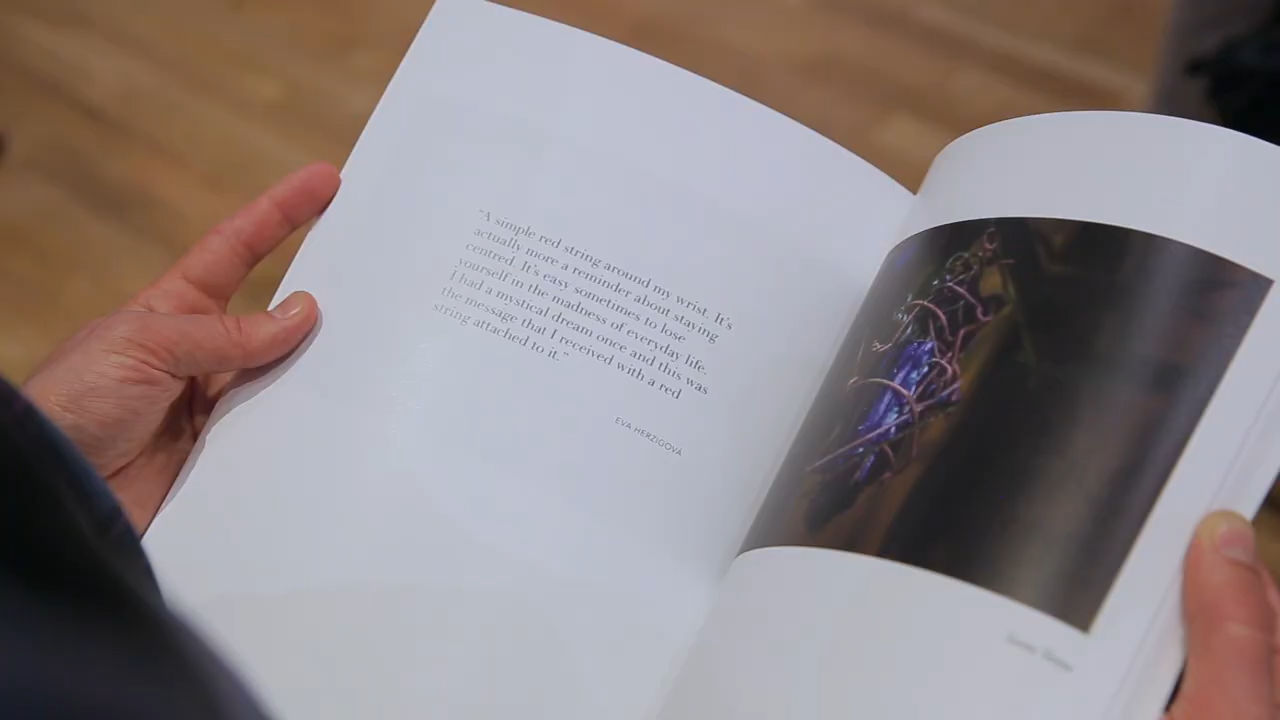 “A simple red string around my wrist. It’s
actually more a reminder about staying
centred. It’s easy sometimes to lose
yourself in the madness of everyday life.
I had a mystical dream once and this was
the message that I received with a red
string attached to it.”
EVA HERZIGOVÁ